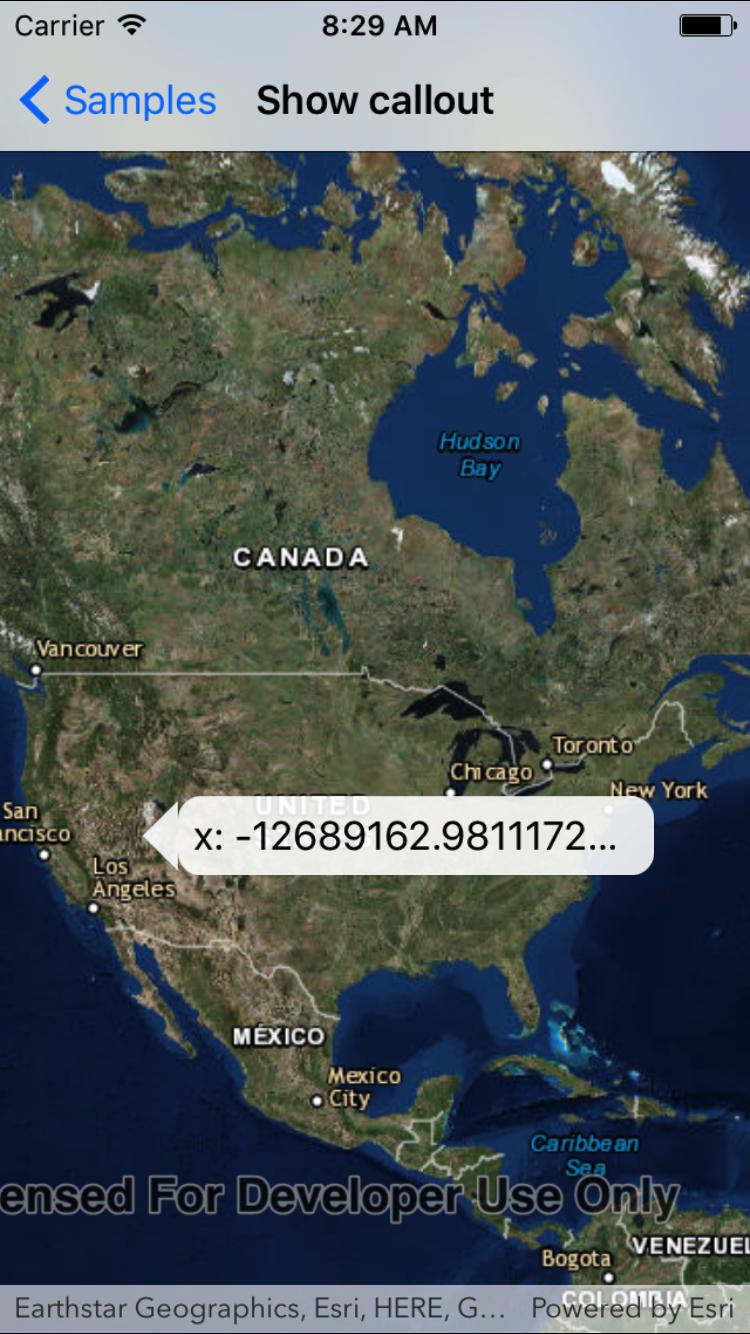 Carrier
8:29 AM
Samples
Show callout
Hudson
Bay
CANADA
Vancouver
Toronto
Chicago
New York
UNITED
San
ancisco
x: -12689162.9811172...
Los
Angeles
MÉXICO
Mexico
City
Caribbean
Sea
ensed For Developer Use Only
VENEZUEL
Bogota
COLOMBIA
Earthstar Geographics, Esri, HERE, G...
Powered by Esri